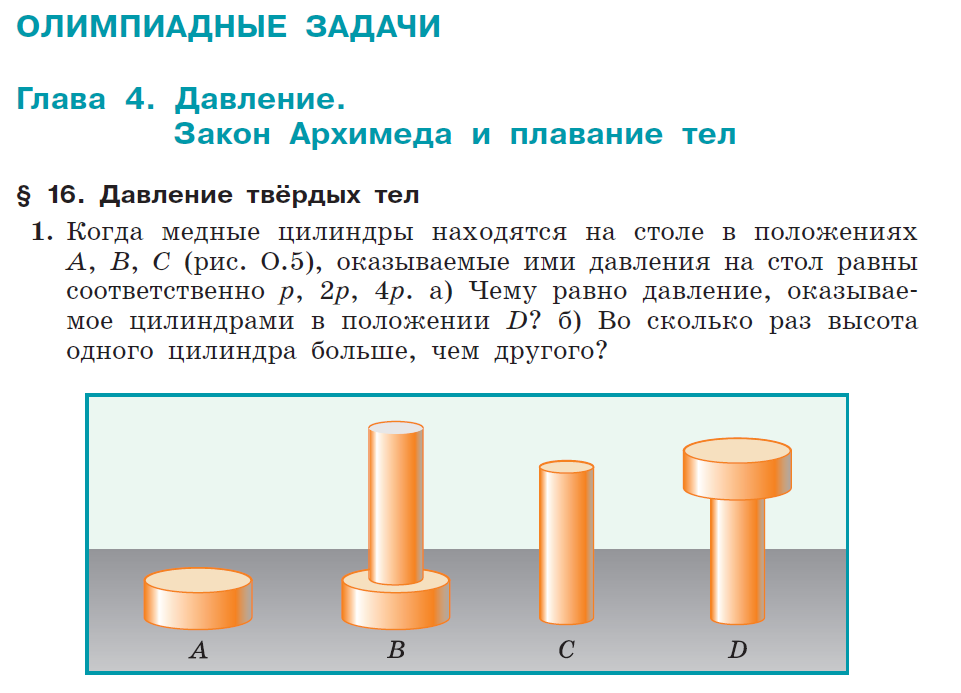 ОЛИМПИАДНЫЕ ЗАДАЧИ
Глава 4. Давление.
Закон Архимеда и плавание тел
§ 16. Давление твёрдых тел
1. Когда медные цилиндры находятся на столе в положениях
A, B, C (рис. О.5), оказываемые ими давления на стол равны
соответственно p, 2p, 4p. а) Чему равно давление, оказывае-
мое цилиндрами в положении D? б) Во сколько раз высота
одного цилиндра больше, чем другого?
A B C D